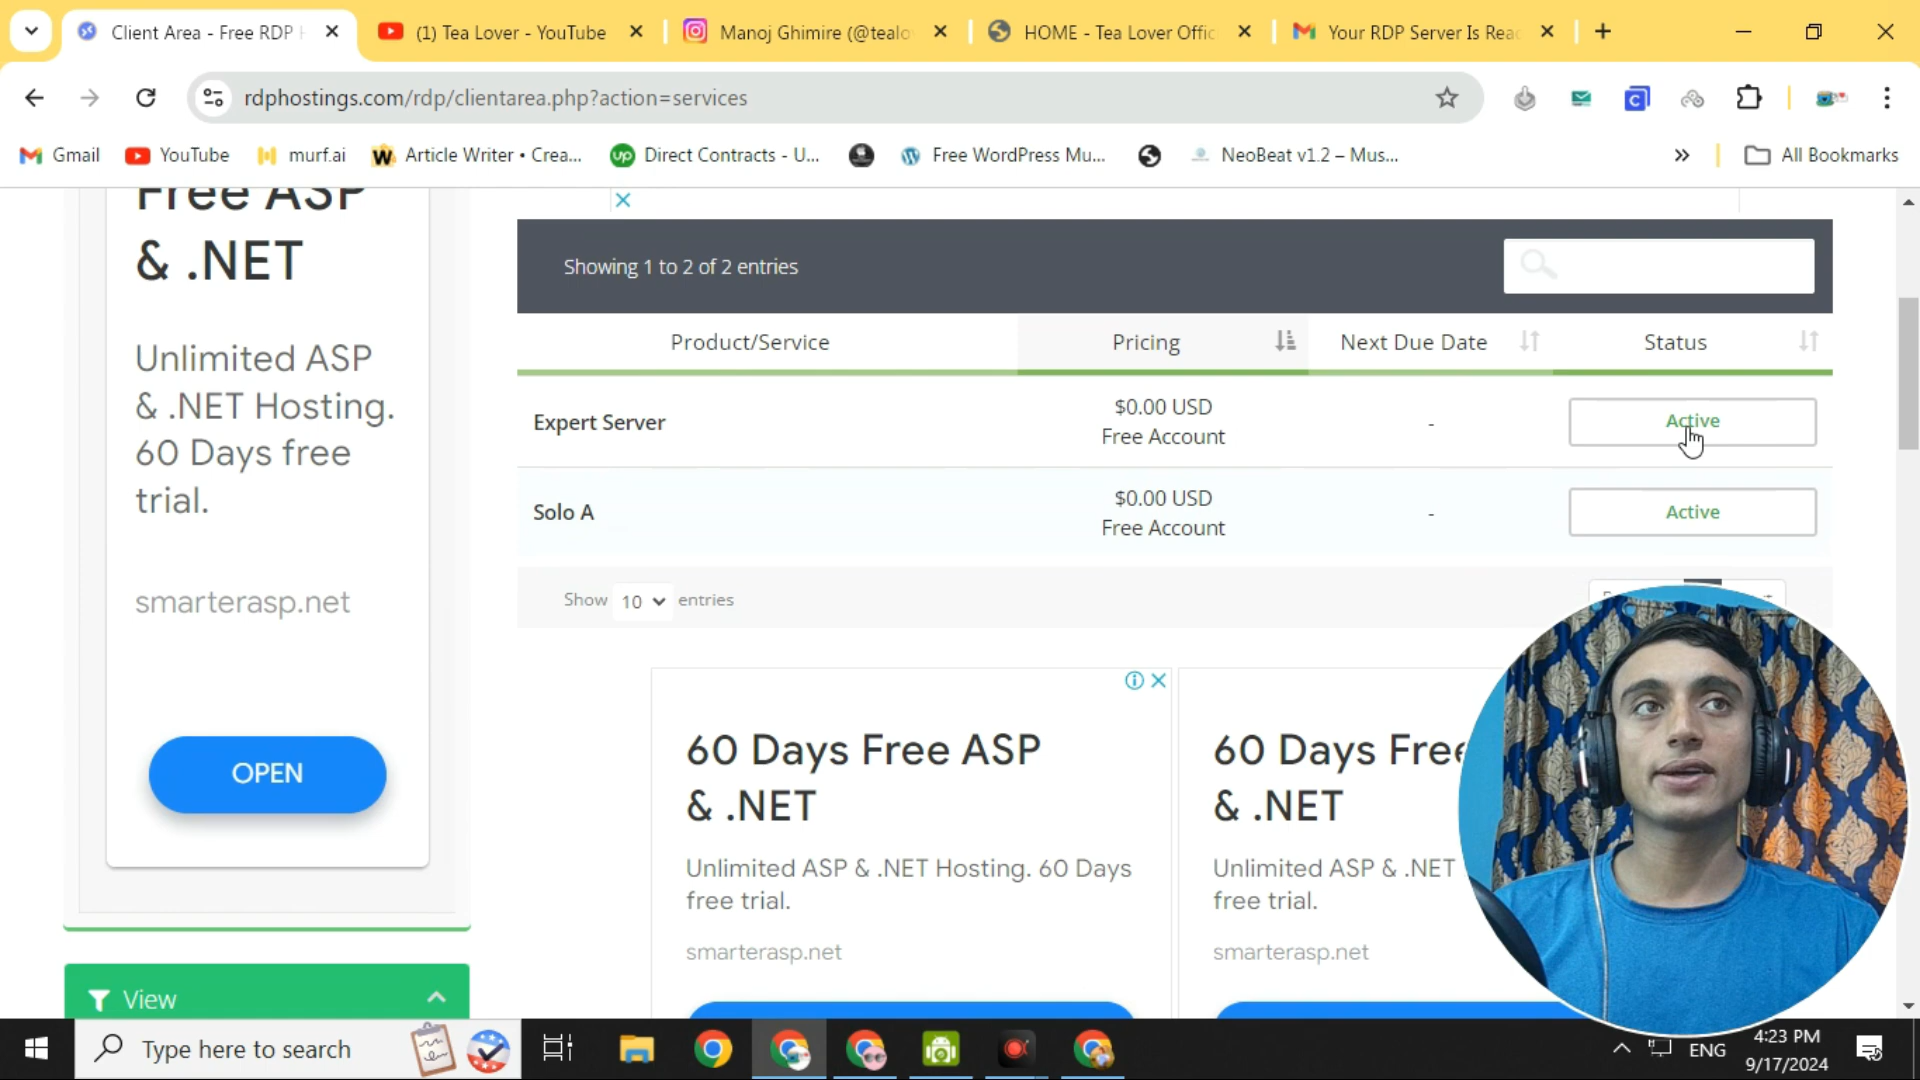 Client Area - Free RDP
(1) Tea Lover - YouTube
Manoj Ghimire (@tealo
HOME - Tea Lover Offic
Your RDP Server Is Rea
rdphostings.com/rdp/clientarea.php?action=services
Gmail
YouTube
murf.ai
Article Writer • Crea...
Direct Contracts - U...
Free WordPress Mu...
NeoBeat v1.2 – Mus...
All Bookmarks
Free ASP
& .NET
Unlimited ASP
& .NET Hosting.
60 Days free
trial.
smarterasp.net
OPEN
View
Showing 1 to 2 of 2 entries
Product/Service Pricing Next Due Date Status
Expert Server $0.00 USD - Active
Free Account
Solo A $0.00 USD - Active
Free Account
Show 10 entries
60 Days Free ASP
& .NET
Unlimited ASP & .NET Hosting. 60 Days
free trial.
smarterasp.net
60 Days Free
& .NET
Unlimited ASP & .NET
free trial.
smarterasp.net
Type here to search
ENG
4:23 PM
9/17/2024